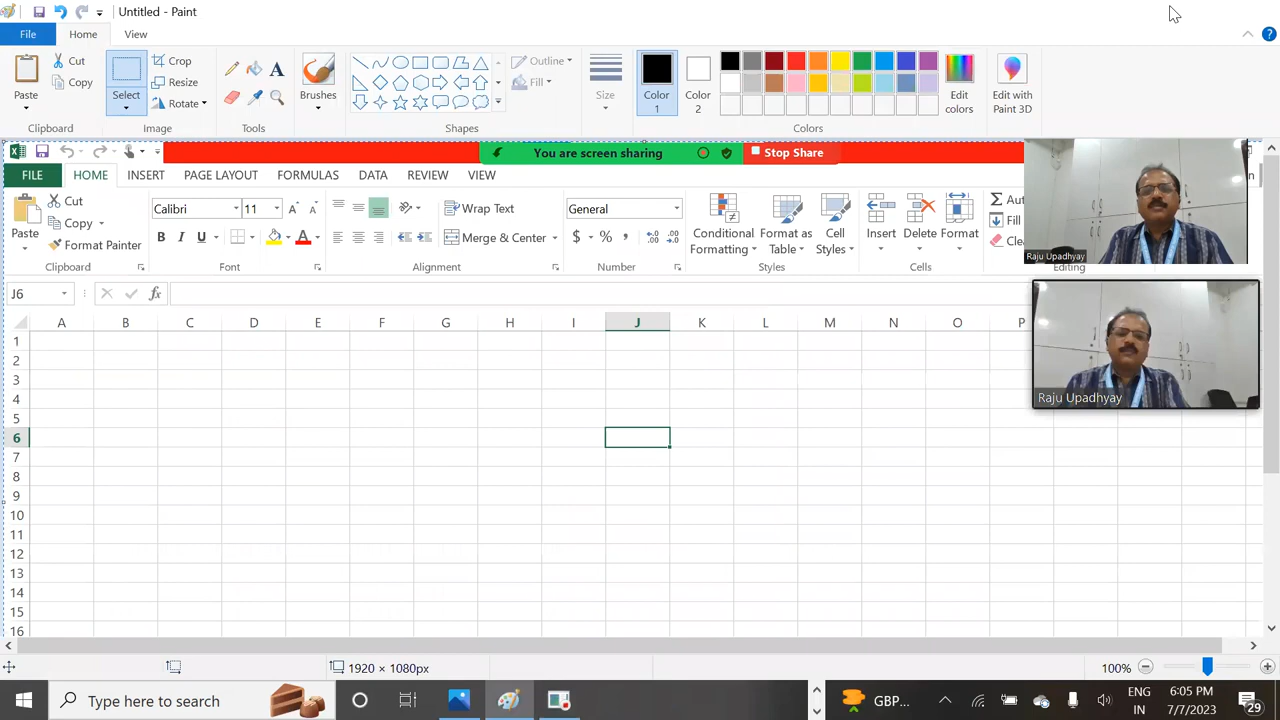 Untitled - Paint
File Home View
Paste Cut Copy Clipboard
Select Crop Resize Rotate Image
Tools
Brushes
Outline Fill Shapes
Size
Color 1 Color 2 Edit colors Colors
Edit with Paint 3D
You are screen sharing Stop Share
FILE HOME INSERT PAGE LAYOUT FORMULAS DATA REVIEW VIEW
Paste Cut Copy Format Painter Clipboard
Calibri 11 B I U A A A Font
Wrap Text Merge & Center Alignment
General $ % , .00 Number
Conditional Formatting Format as Table Cell Styles Styles
Insert Delete Format Cells
Aut Fill Cle Editing
Raju Upadhyay
J6 fx
A B C D E F G H I J K L M N O P
Raju Upadhyay
1
2
3
4
5
6
7
8
9
10
11
12
13
14
15
16
1920 × 1080px 100%
Type here to search GBP... ENG IN 6:05 PM 7/7/2023 29